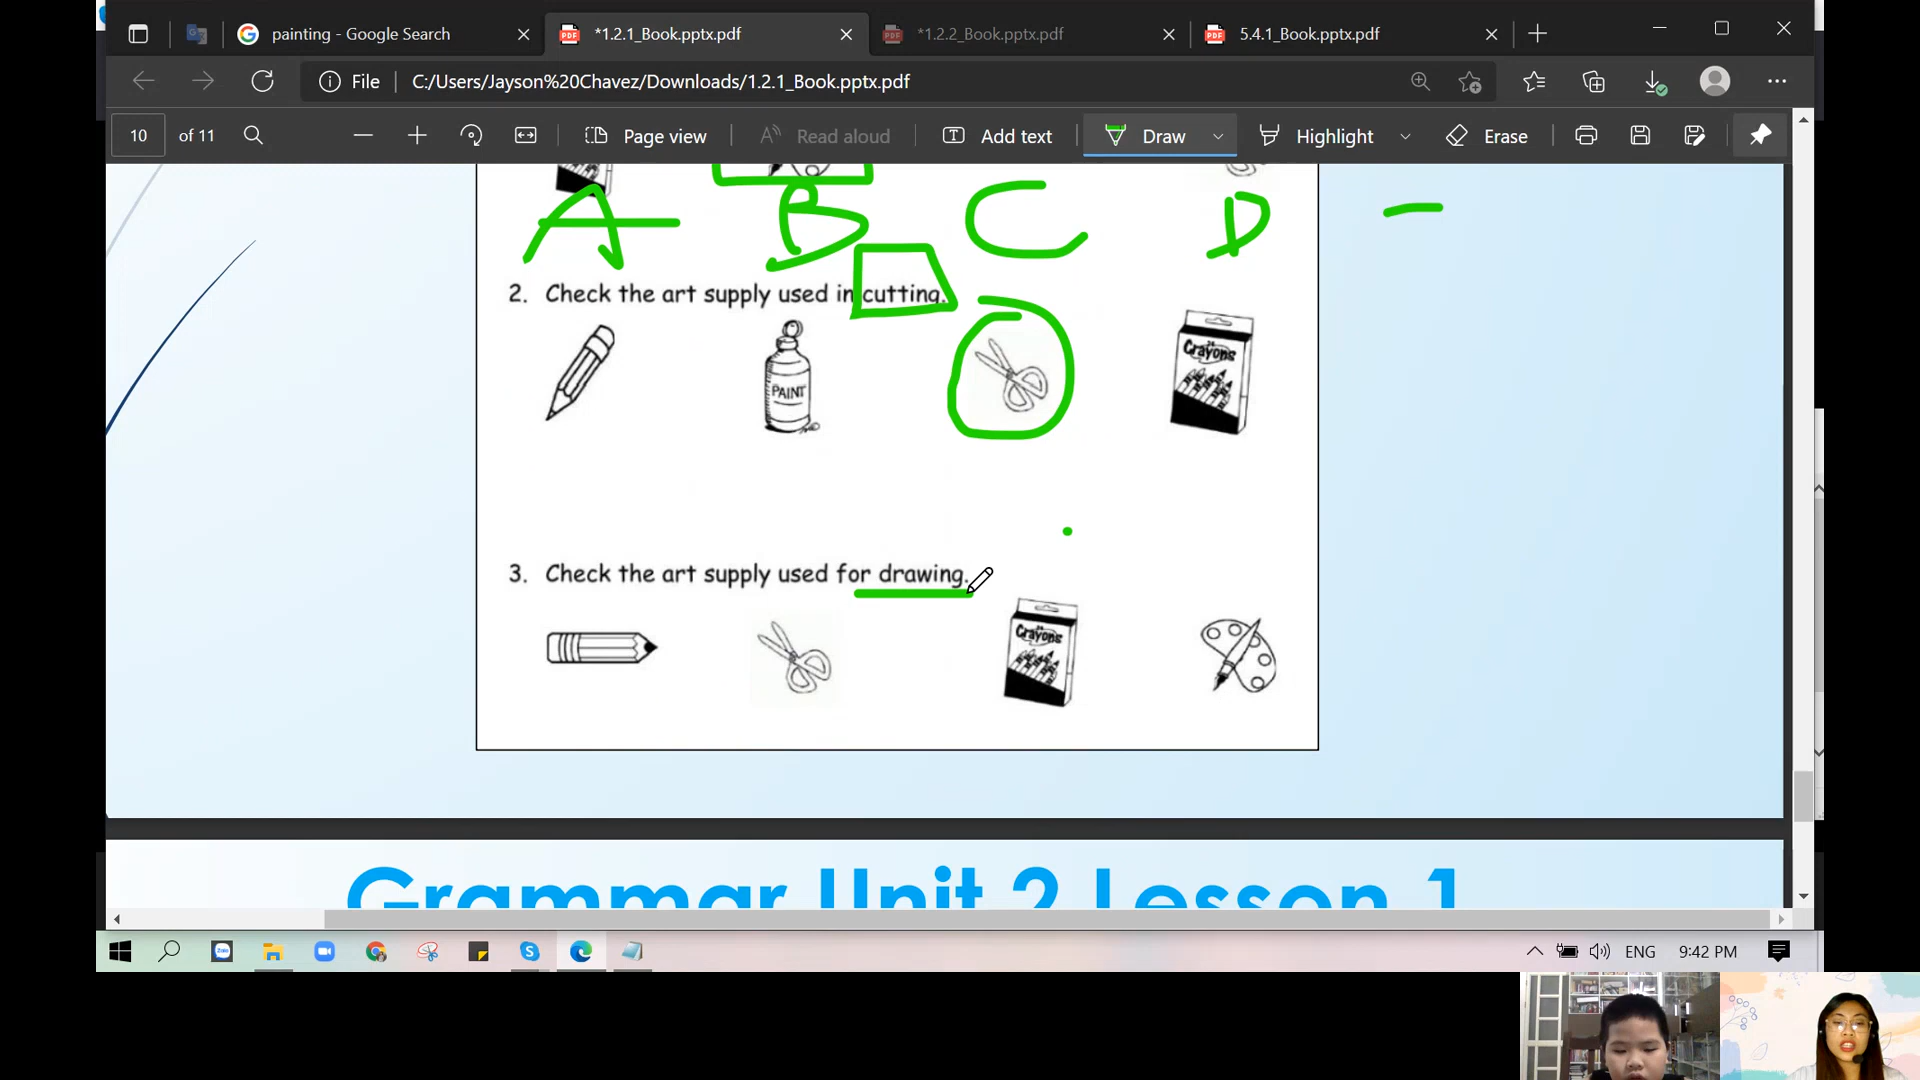 painting - Google Search
*1.2.1_Book.pptx.pdf
*1.2.2_Book.pptx.pdf
5.4.1_Book.pptx.pdf
File
C:/Users/Jayson%20Chavez/Downloads/1.2.1_Book.pptx.pdf
10 of 11
Page view
Read aloud
Add text
Draw
Highlight
Erase
A B C D
2. Check the art supply used in cutting.
PAINT
Crayons
3. Check the art supply used for drawing.
Crayons
Grammar Unit 2 Lesson 1
ENG
9:42 PM